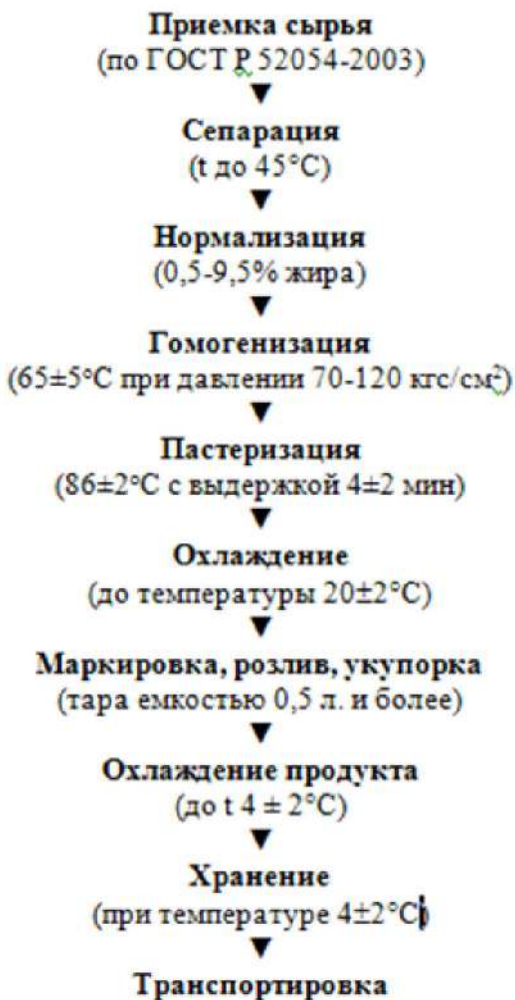 Приемка сырья
(по ГОСТ Р 52054-2003)
▼
Сепарация
(t до 45°С)
▼
Нормализация
(0,5-9,5% жира)
▼
Гомогенизация
(65±5°С при давлении 70-120 кгс/см²)
▼
Пастеризация
(86±2°С с выдержкой 4±2 мин)
▼
Охлаждение
(до температуры 20±2°С)
▼
Маркировка, розлив, укупорка
(тара емкостью 0,5 л. и более)
▼
Охлаждение продукта
(до t 4 ± 2°С)
▼
Хранение
(при температуре 4±2°С)
▼
Транспортировка